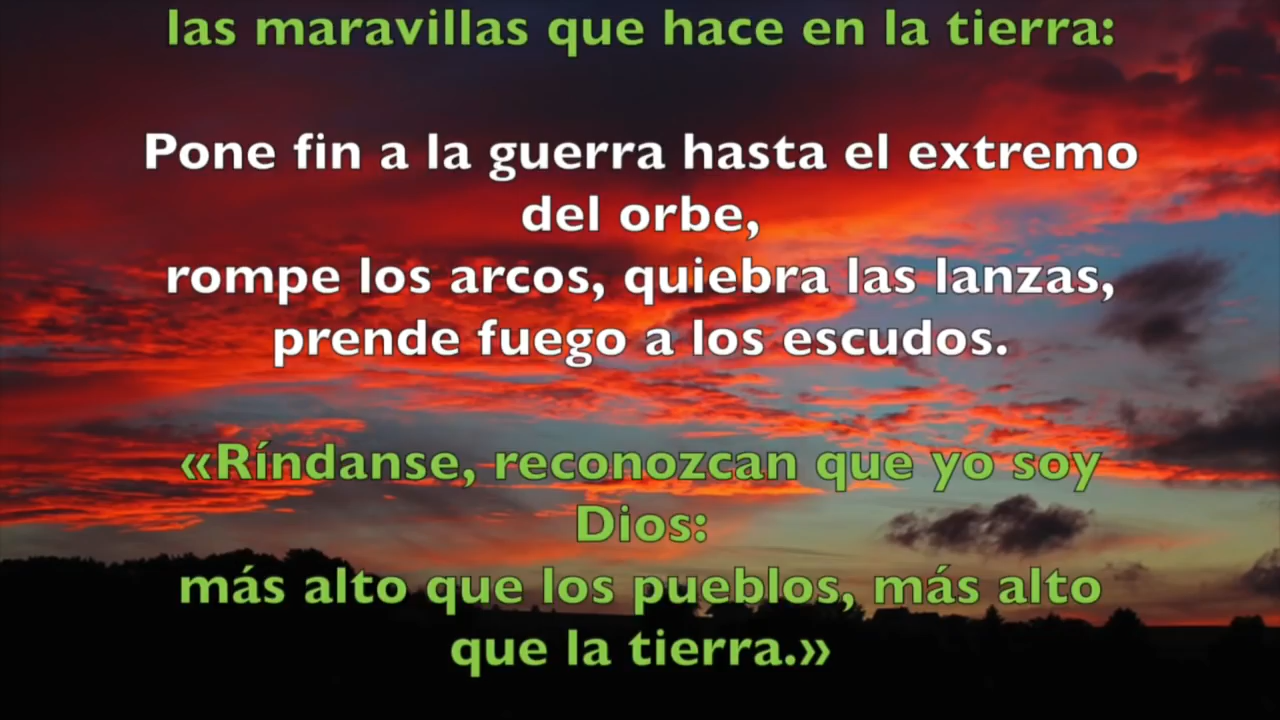 las maravillas que hace en la tierra:
Pone fin a la guerra hasta el extremo
del orbe,
rompe los arcos, quiebra las lanzas,
prende fuego a los escudos.
«Ríndanse, reconozcan que yo soy
Dios:
más alto que los pueblos, más alto
que la tierra.»